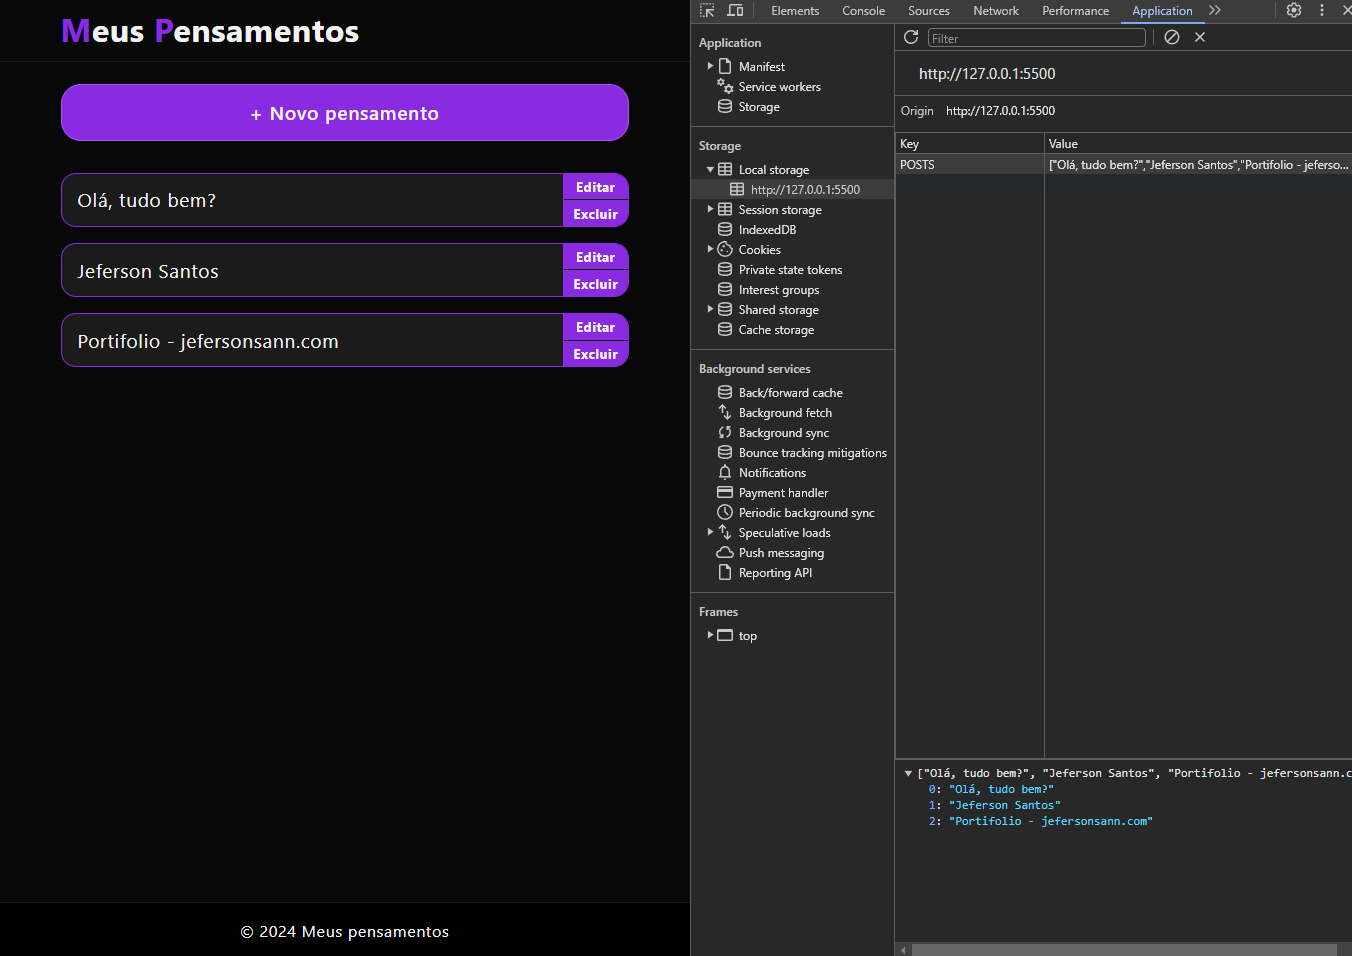 Meus Pensamentos
+ Novo pensamento
Olá, tudo bem?
Editar
Excluir
Jeferson Santos
Editar
Excluir
Portifolio - jefersonsann.com
Editar
Excluir
© 2024 Meus pensamentos
Elements Console Sources Network Performance Application
Application
Manifest
Service workers
Storage
Storage
Local storage
http://127.0.0.1:5500
Session storage
IndexedDB
Cookies
Private state tokens
Interest groups
Shared storage
Cache storage
Background services
Back/forward cache
Background fetch
Background sync
Bounce tracking mitigations
Notifications
Payment handler
Periodic background sync
Speculative loads
Push messaging
Reporting API
Frames
top
Filter
http://127.0.0.1:5500
Origin http://127.0.0.1:5500
Key Value
POSTS ["Olá, tudo bem?","Jeferson Santos","Portifolio - jeferso...
["Olá, tudo bem?", "Jeferson Santos", "Portifolio - jefersonsann.c
0: "Olá, tudo bem?"
1: "Jeferson Santos"
2: "Portifolio - jefersonsann.com"